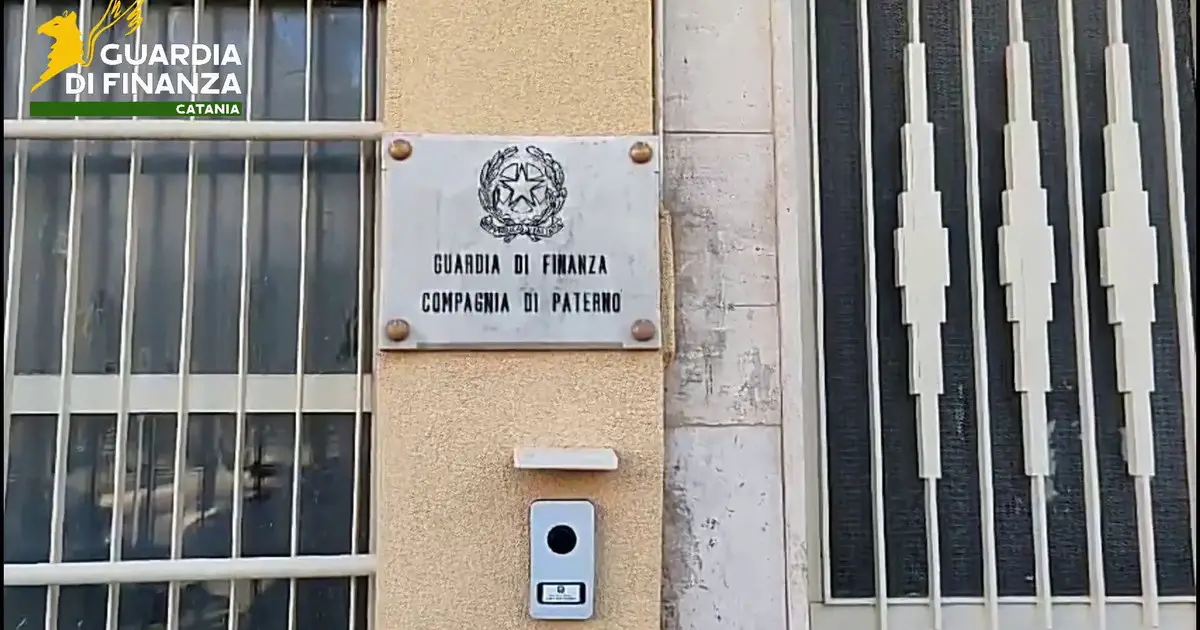 GUARDIA
DI FINANZA
CATANIA
GUARDIA DI FINANZA
COMPAGNIA DI PATERNO